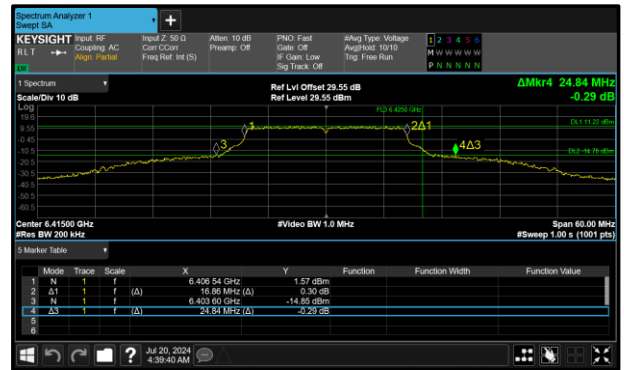 Spectrum Analyzer 1
Swept SA
+
KEYSIGHT Input: RF Input Z: 50 Ω Atten: 10 dB PNO: Fast #Avg Type: Voltage 1 2 3 4 5 6
RLT Coupling: AC Corr CCorr Preamp: Off Gate: Off Avg|Hold: 10/10 M W W W W W
Align: Partial Freq Ref: Int (S) IF Gain: Low Trig: Free Run P N N N N N
Sig Track: Off
LW
1 Spectrum Ref Lvl Offset 29.55 dB ΔMkr4 24.84 MHz
Scale/Div 10 dB Ref Level 29.55 dBm -0.29 dB
Log
FL3 6.4250 GHz
19.6
9.55 1 2Δ1 DL1 11.22 dBm
-0.45
-10.5 3 4Δ3 DL2 -14.78 dBm
-20.5
-30.5
-40.5
-50.5
-60.5
Center 6.41500 GHz #Video BW 1.0 MHz Span 60.00 MHz
#Res BW 200 kHz #Sweep 1.00 s (1001 pts)
5 Marker Table
Mode Trace Scale X Y Function Function Width Function Value
1 N 1 f 6.406 54 GHz 1.57 dBm
2 Δ1 1 f (Δ) 16.86 MHz (Δ) 0.30 dB
3 N 1 f 6.403 60 GHz -14.85 dBm
4 Δ3 1 f (Δ) 24.84 MHz (Δ) -0.29 dB
5
6
? Jul 20, 2024
4:39:40 AM